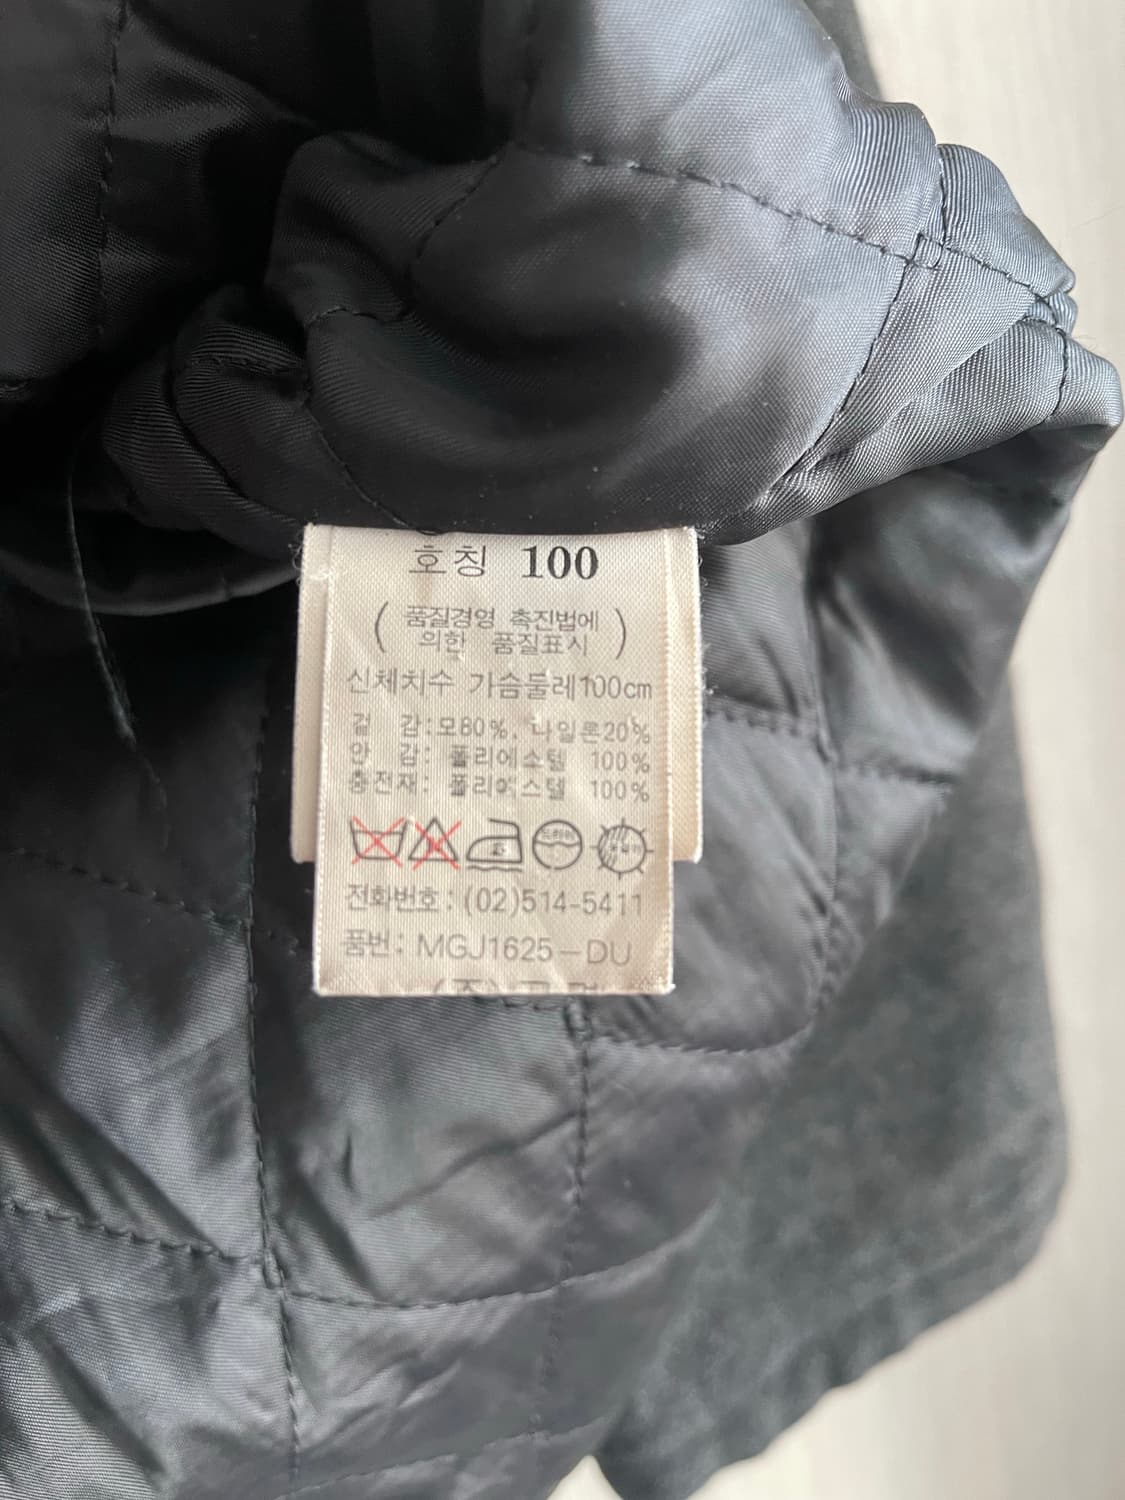 호칭 100
( 품질경영 촉진법에
의한 품질표시 )
신체치수 가슴둘레100cm
겉 감:모80%, 나일론20%
안 감: 폴리에스텔 100%
충전재: 폴리에스텔 100%
전화번호: (02)514-5411
품번: MGJ1625-DU
(주)